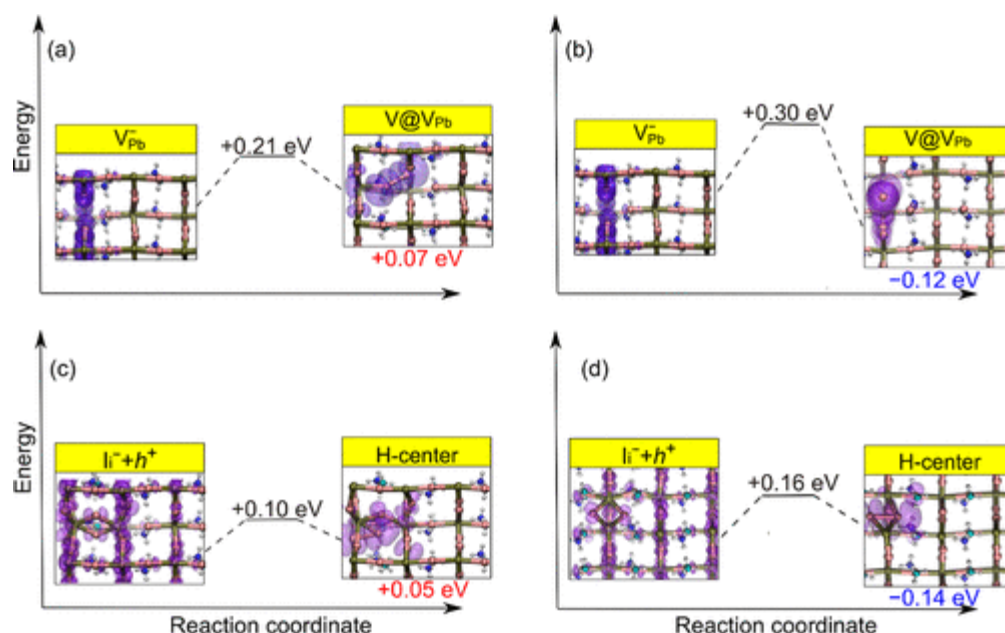 (a)
Energy
V⁻Pb
+0.21 eV
V@VPb
+0.07 eV
(b)
V⁻Pb
+0.30 eV
V@VPb
−0.12 eV
(c)
Energy
Ii⁻+h⁺
+0.10 eV
H-center
+0.05 eV
Reaction coordinate
(d)
Ii⁻+h⁺
+0.16 eV
H-center
−0.14 eV
Reaction coordinate